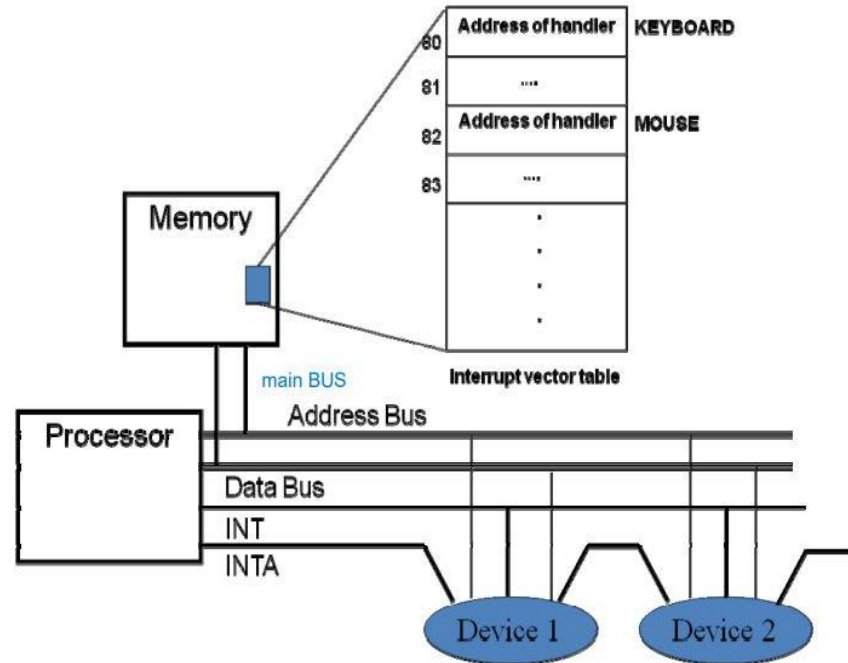 80 Address of handler KEYBOARD
81 ....
82 Address of handler MOUSE
83 ....
Interrupt vector table
Memory
main BUS
Address Bus
Processor
Data Bus
INT
INTA
Device 1 Device 2